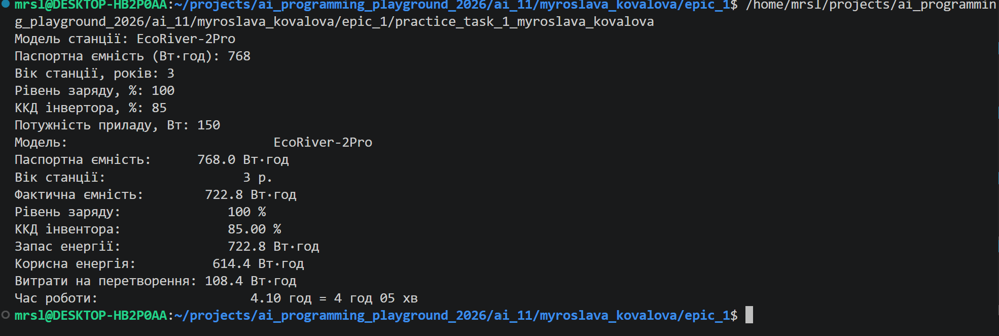 mrsl@DESKTOP-HB2P0AA:~/projects/ai_programming_playground_2026/ai_11/myroslava_kovalova/epic_1$ /home/mrsl/projects/ai_programmin
g_playground_2026/ai_11/myroslava_kovalova/epic_1/practice_task_1_myroslava_kovalova
Модель станції: EcoRiver-2Pro
Паспортна ємність (Вт·год): 768
Вік станції, років: 3
Рівень заряду, %: 100
ККД інвертора, %: 85
Потужність приладу, Вт: 150
Модель:                           EcoRiver-2Pro
Паспортна ємність:      768.0 Вт·год
Вік станції:                  3 р.
Фактична ємність:        722.8 Вт·год
Рівень заряду:              100 %
ККД інвентора:              85.00 %
Запас енергії:              722.8 Вт·год
Корисна енергія:          614.4 Вт·год
Витрати на перетворення: 108.4 Вт·год
Час роботи:                    4.10 год = 4 год 05 хв
mrsl@DESKTOP-HB2P0AA:~/projects/ai_programming_playground_2026/ai_11/myroslava_kovalova/epic_1$